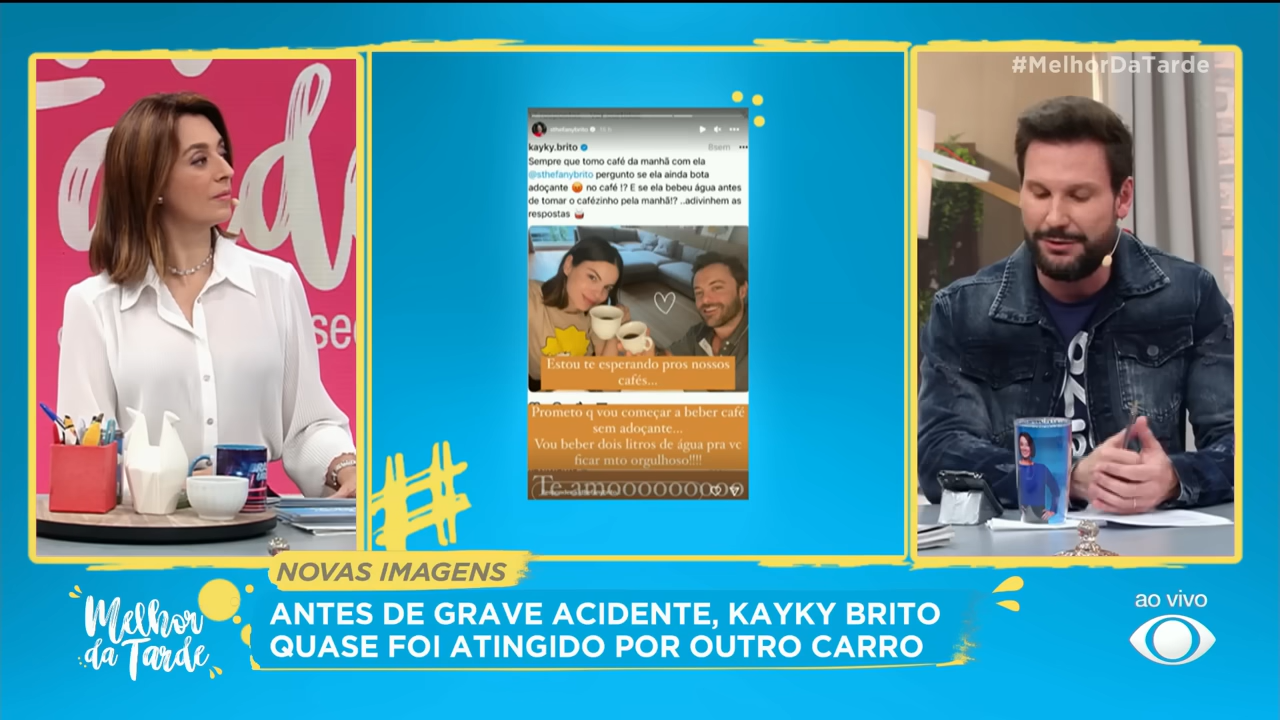 #MelhorDaTarde
sthefanybrito
kayky.brito
8sem
Sempre que tomo café da manhã com ela
@sthefanybrito pergunto se ela ainda bota
adoçante 😡 no café !? E se ela bebeu água antes
de tomar o cafézinho pela manhã!? ..adivinhem as
respostas
Estou te esperando pros nossos
cafés...
Prometo q vou começar a beber café
sem adoçante...
Vou beber dois litros de água pra vc
ficar mto orgulhoso!!!!
Te amooooooooo
NOVAS IMAGENS
Melhor
da Tarde
ANTES DE GRAVE ACIDENTE, KAYKY BRITO
QUASE FOI ATINGIDO POR OUTRO CARRO
ao vivo